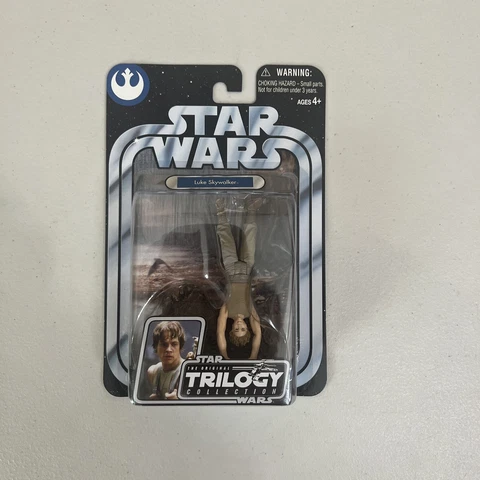 WARNING:
CHOKING HAZARD – Small parts.
Not for children under 3 years.
AGES 4+
STAR
WARS
Luke Skywalker
STAR
THE ORIGINAL
TRILOGY
COLLECTION
WARS